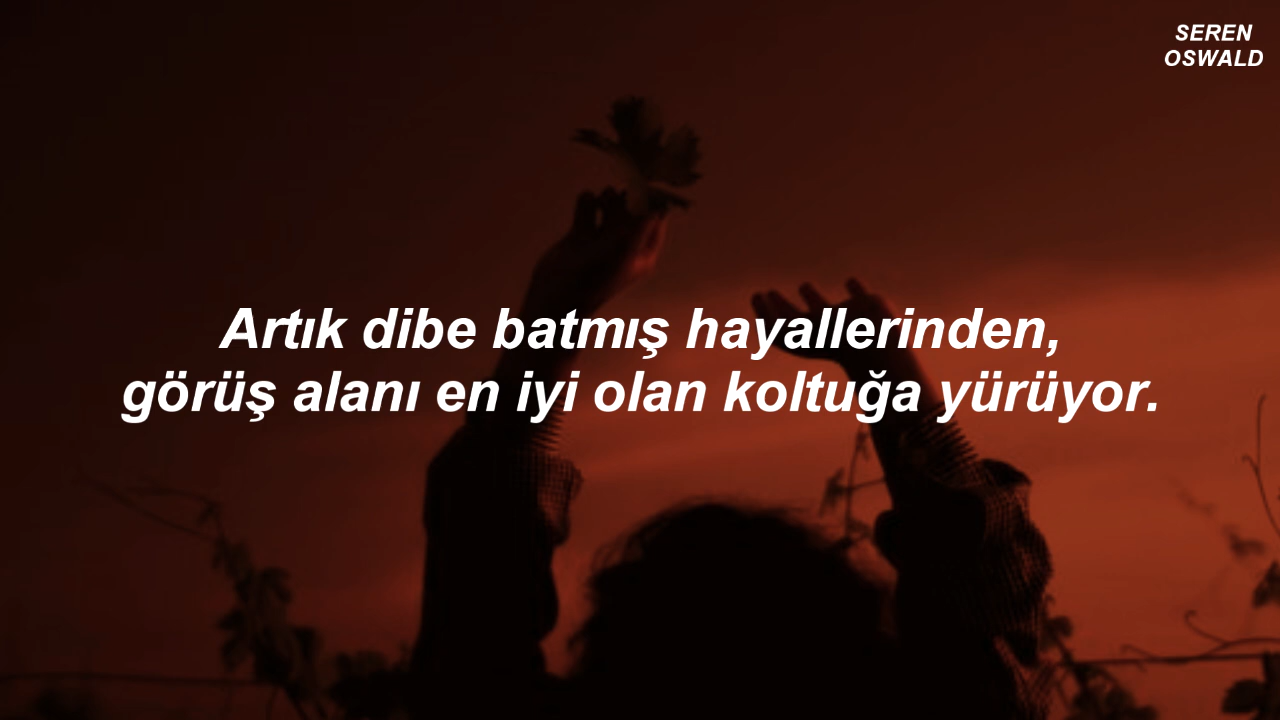 SEREN
OSWALD
Artık dibe batmış hayallerinden,
görüş alanı en iyi olan koltuğa yürüyor.